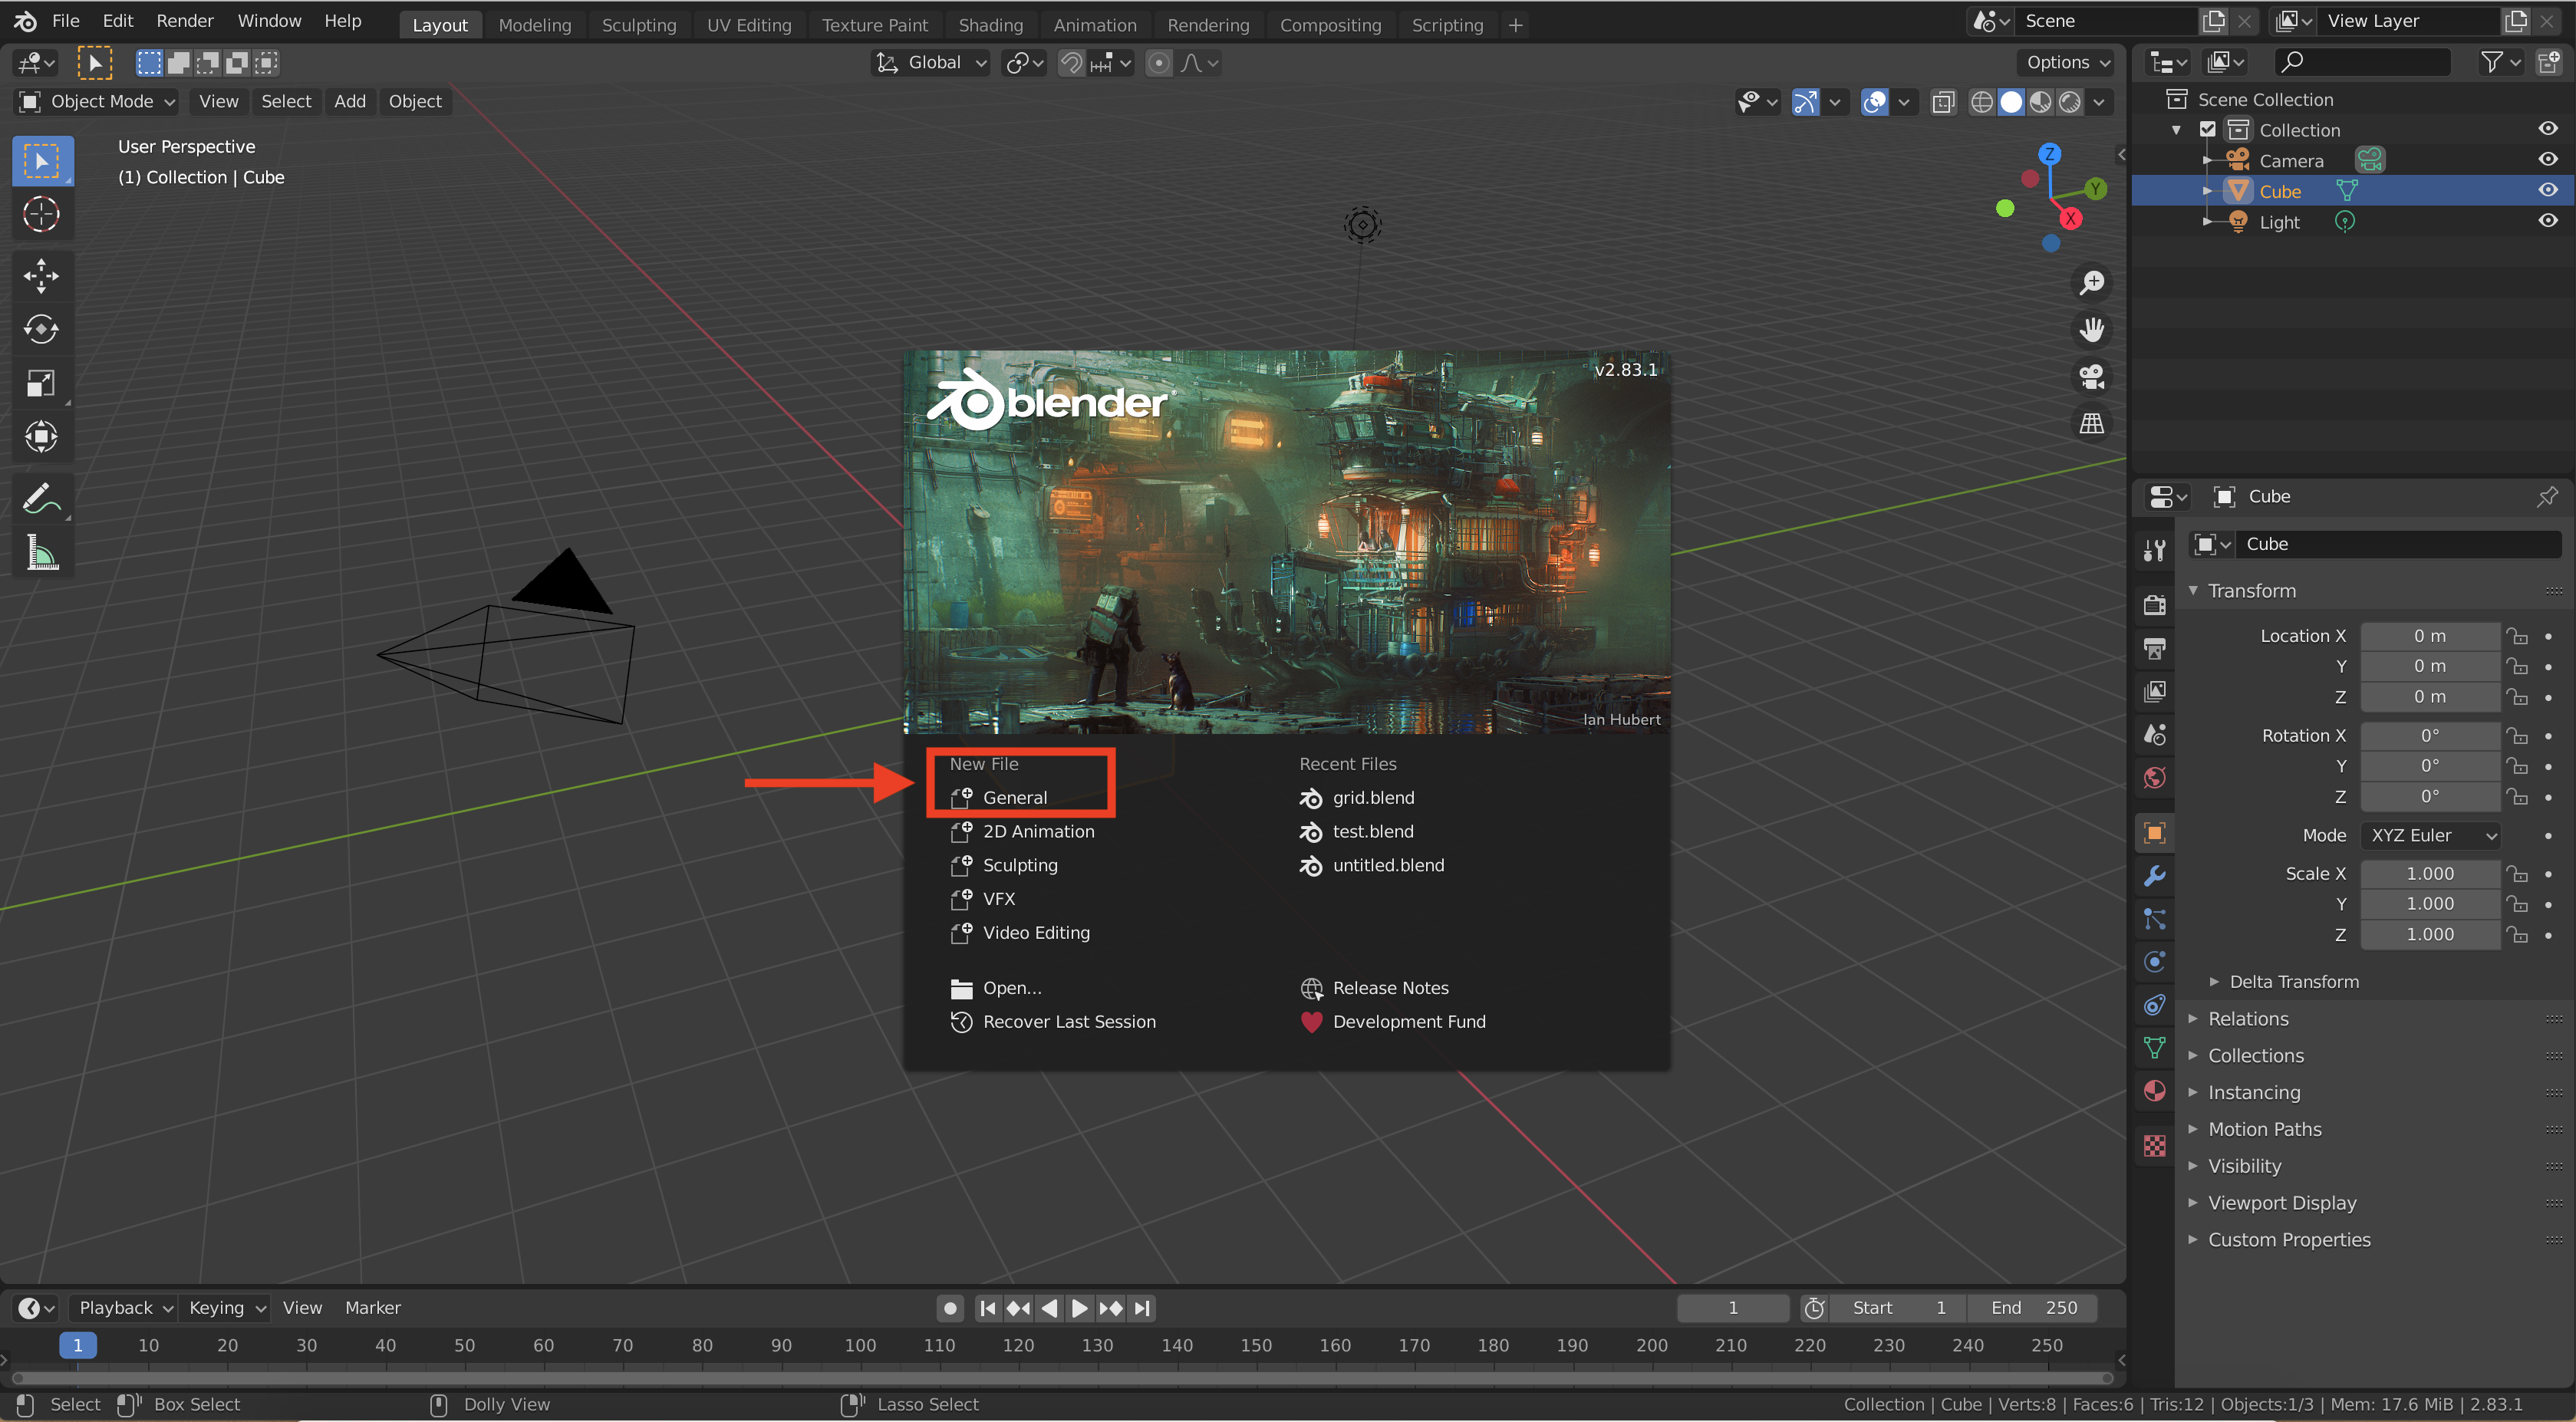 File Edit Render Window Help Layout Modeling Sculpting UV Editing Texture Paint Shading Animation Rendering Compositing Scripting + Scene View Layer
Global Options
Object Mode View Select Add Object
User Perspective
(1) Collection | Cube
Z
Y
X
Scene Collection
Collection
Camera
Cube
Light
blender
v2.83.1
Ian Hubert
New File
General
2D Animation
Sculpting
VFX
Video Editing
Open...
Recover Last Session
Recent Files
grid.blend
test.blend
untitled.blend
Release Notes
Development Fund
Cube
Cube
Transform
Location X 0 m
Y 0 m
Z 0 m
Rotation X 0°
Y 0°
Z 0°
Mode XYZ Euler
Scale X 1.000
Y 1.000
Z 1.000
Delta Transform
Relations
Collections
Instancing
Motion Paths
Visibility
Viewport Display
Custom Properties
Playback Keying View Marker 1 Start 1 End 250
1 10 20 30 40 50 60 70 80 90 100 110 120 130 140 150 160 170 180 190 200 210 220 230 240 250
Select Box Select Dolly View Lasso Select Collection | Cube | Verts:8 | Faces:6 | Tris:12 | Objects:1/3 | Mem: 17.6 MiB | 2.83.1